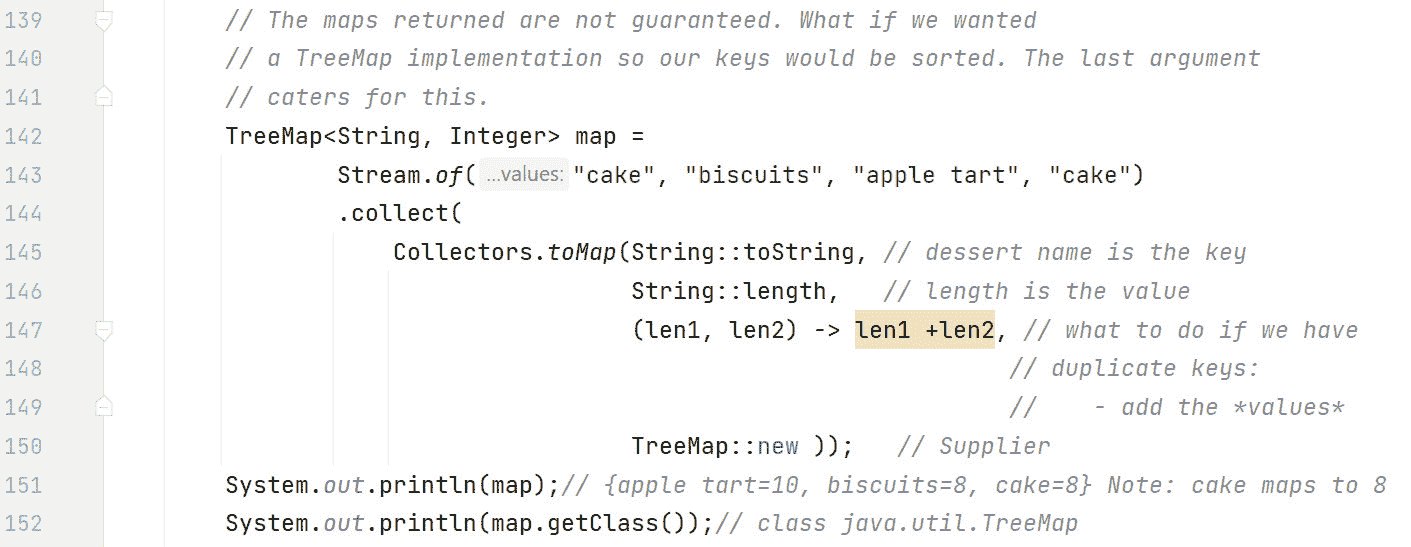 139 // The maps returned are not guaranteed. What if we wanted
140 // a TreeMap implementation so our keys would be sorted. The last argument
141 // caters for this.
142 TreeMap<String, Integer> map =
143 Stream.of( ...values: "cake", "biscuits", "apple tart", "cake")
144 .collect(
145 Collectors.toMap(String::toString, // dessert name is the key
146 String::length, // length is the value
147 (len1, len2) -> len1 +len2, // what to do if we have
148 // duplicate keys:
149 // - add the *values*
150 TreeMap::new )); // Supplier
151 System.out.println(map);// {apple tart=10, biscuits=8, cake=8} Note: cake maps to 8
152 System.out.println(map.getClass());// class java.util.TreeMap